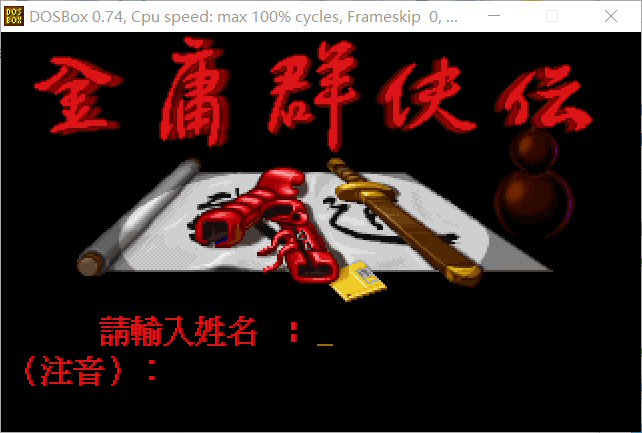 DOSBox 0.74, Cpu speed: max 100% cycles, Frameskip 0, ...
金庸群侠伝
請輸入姓名 : _
(注音) :